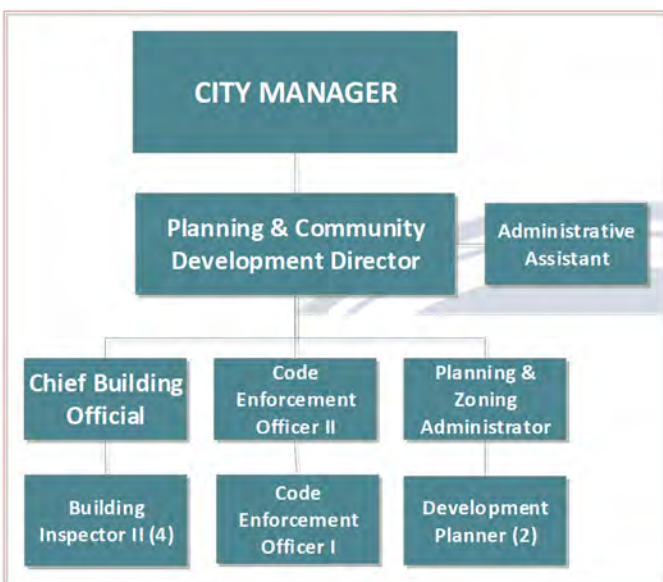 CITY MANAGER
Planning & Community
Development Director
Administrative
Assistant
Chief Building
Official
Code
Enforcement
Officer II
Planning &
Zoning
Administrator
Building
Inspector II (4)
Code
Enforcement
Officer I
Development
Planner (2)